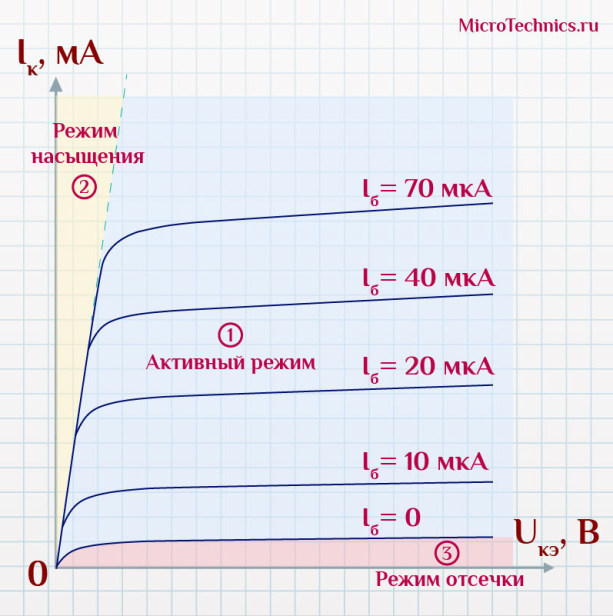 MicroTechnics.ru
Iк, мА
Режим
насыщения
2
Iб= 70 мкА
Iб= 40 мкА
1
Активный режим
Iб= 20 мкА
Iб= 10 мкА
Iб= 0
Uкэ, В
3
0
Режим отсечки